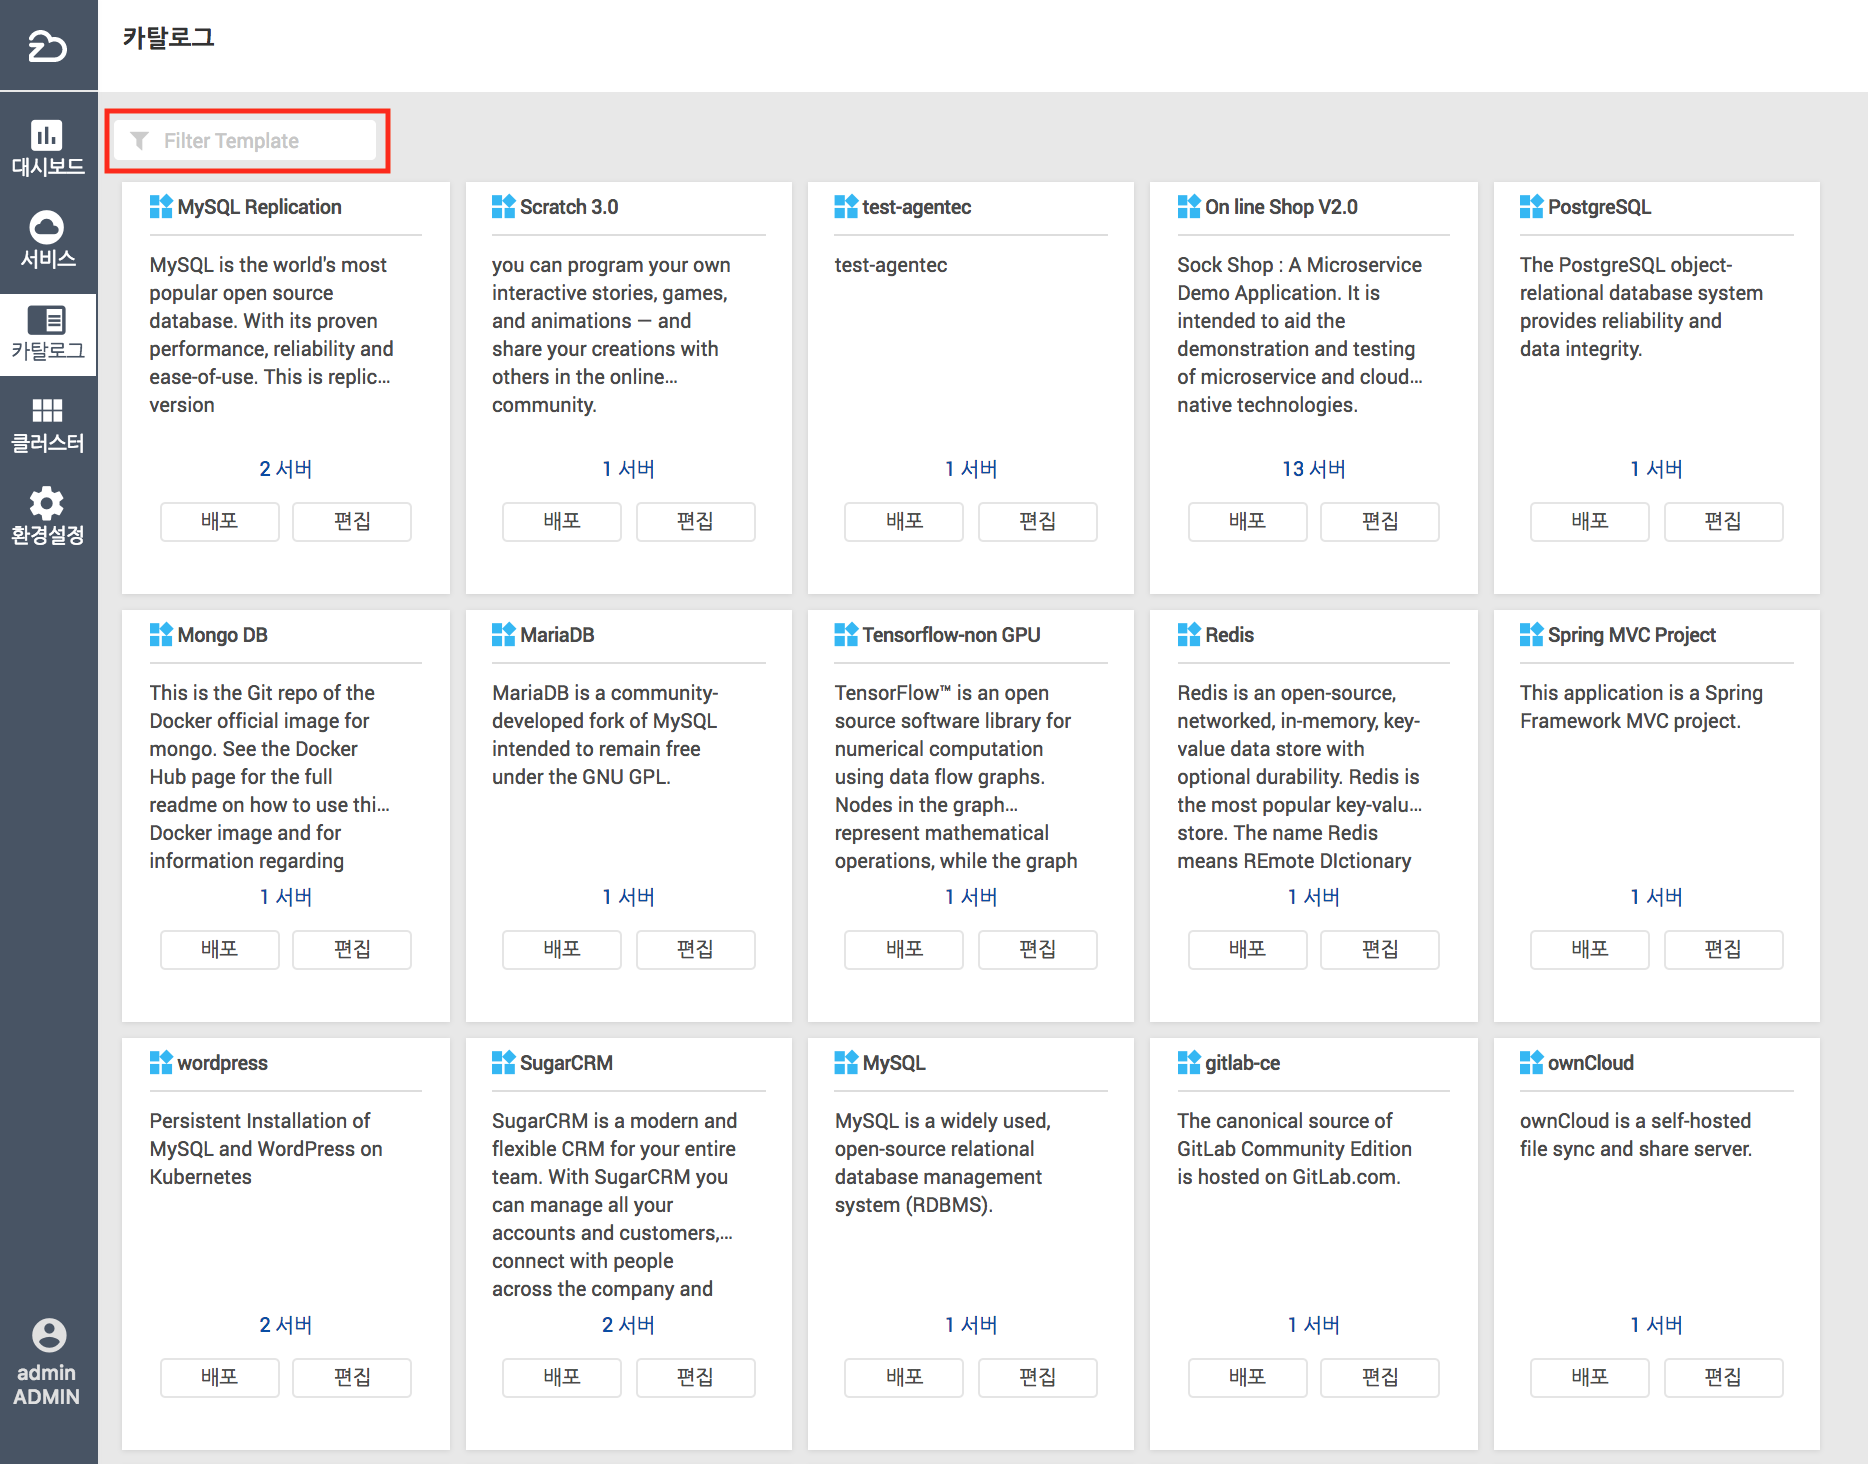 카탈로그
대시보드
서비스
카탈로그
클러스터
환경설정
admin
ADMIN
Filter Template
MySQL Replication
MySQL is the world's most
popular open source
database. With its proven
performance, reliability and
ease-of-use. This is replic...
version
2 서버
배포
편집
Scratch 3.0
you can program your own
interactive stories, games,
and animations — and
share your creations with
others in the online...
community.
1 서버
배포
편집
test-agentec
test-agentec
1 서버
배포
편집
On line Shop V2.0
Sock Shop : A Microservice
Demo Application. It is
intended to aid the
demonstration and testing
of microservice and cloud...
native technologies.
13 서버
배포
편집
PostgreSQL
The PostgreSQL object-
relational database system
provides reliability and
data integrity.
1 서버
배포
편집
Mongo DB
This is the Git repo of the
Docker official image for
mongo. See the Docker
Hub page for the full
readme on how to use thi...
Docker image and for
information regarding
1 서버
배포
편집
MariaDB
MariaDB is a community-
developed fork of MySQL
intended to remain free
under the GNU GPL.
1 서버
배포
편집
Tensorflow-non GPU
TensorFlow™ is an open
source software library for
numerical computation
using data flow graphs.
Nodes in the graph...
represent mathematical
operations, while the graph
1 서버
배포
편집
Redis
Redis is an open-source,
networked, in-memory, key-
value data store with
optional durability. Redis is
the most popular key-valu...
store. The name Redis
means REmote DIctionary
1 서버
배포
편집
Spring MVC Project
This application is a Spring
Framework MVC project.
1 서버
배포
편집
wordpress
Persistent Installation of
MySQL and WordPress on
Kubernetes
2 서버
배포
편집
SugarCRM
SugarCRM is a modern and
flexible CRM for your entire
team. With SugarCRM you
can manage all your
accounts and customers,...
connect with people
across the company and
2 서버
배포
편집
MySQL
MySQL is a widely used,
open-source relational
database management
system (RDBMS).
1 서버
배포
편집
gitlab-ce
The canonical source of
GitLab Community Edition
is hosted on GitLab.com.
1 서버
배포
편집
ownCloud
ownCloud is a self-hosted
file sync and share server.
1 서버
배포
편집